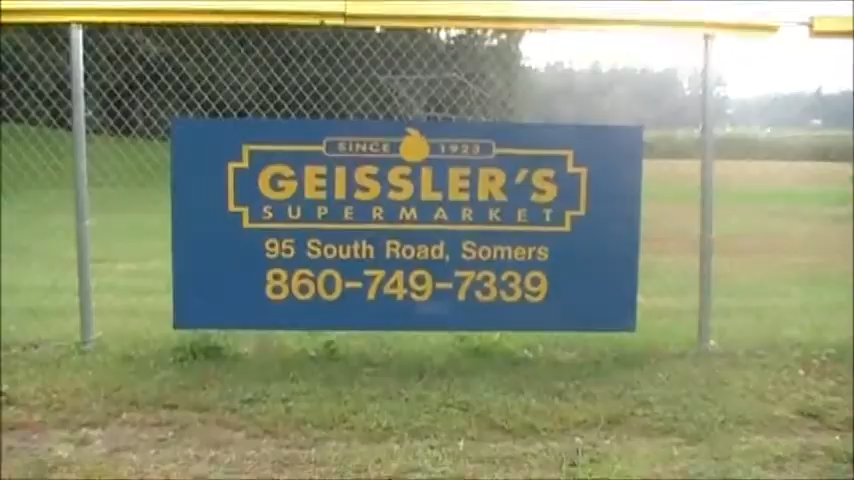 SINCE 1923
GEISSLER'S
SUPERMARKET
95 South Road, Somers
860-749-7339